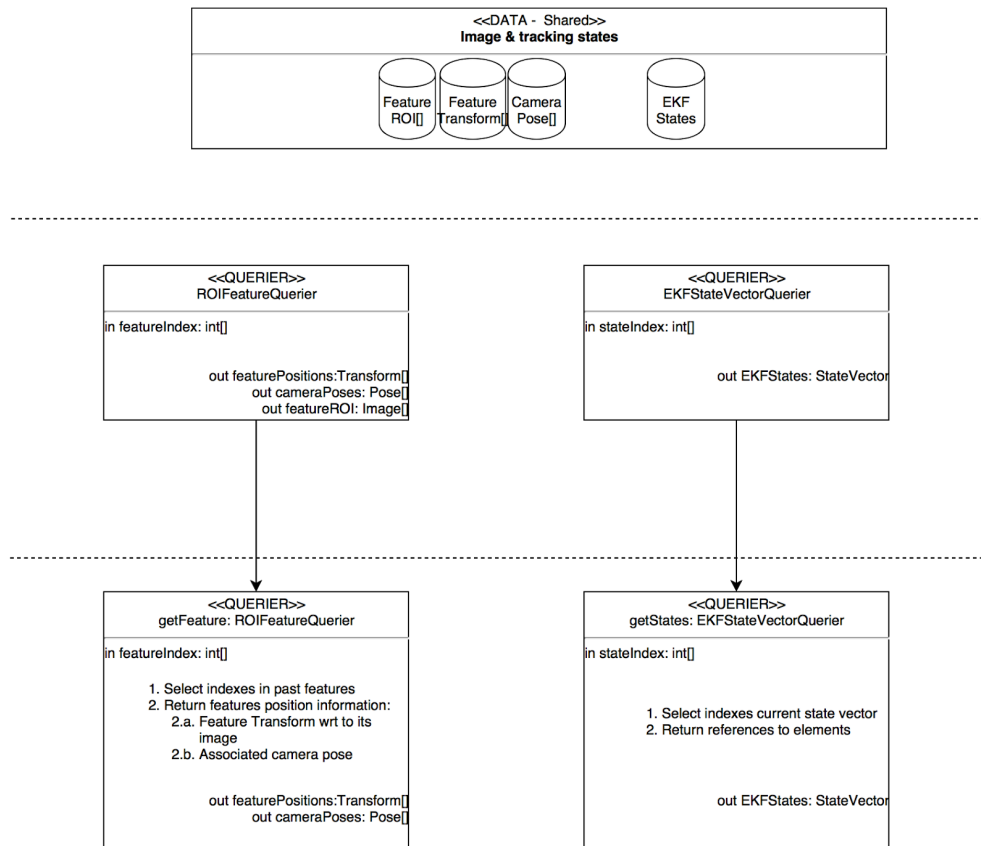 <<DATA - Shared>>
Image & tracking states
Feature ROI[]
Feature Transform[]
Camera Pose[]
EKF States
<<QUERIER>>
ROIFeatureQuerier
in featureIndex: int[]
out featurePositions:Transform[]
out cameraPoses: Pose[]
out featureROI: Image[]
<<QUERIER>>
EKFStateVectorQuerier
in stateIndex: int[]
out EKFStates: StateVector
<<QUERIER>>
getFeature: ROIFeatureQuerier
in featureIndex: int[]
1. Select indexes in past features
2. Return features position information:
2.a. Feature Transform wrt to its
image
2.b. Associated camera pose
out featurePositions:Transform[]
out cameraPoses: Pose[]
<<QUERIER>>
getStates: EKFStateVectorQuerier
in stateIndex: int[]
1. Select indexes current state vector
2. Return references to elements
out EKFStates: StateVector